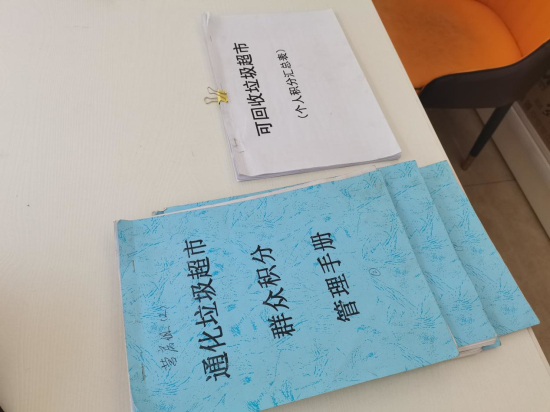 可回收垃圾超市
（个人积分汇总表）
通化垃圾超市
群众积分
管理手册
①